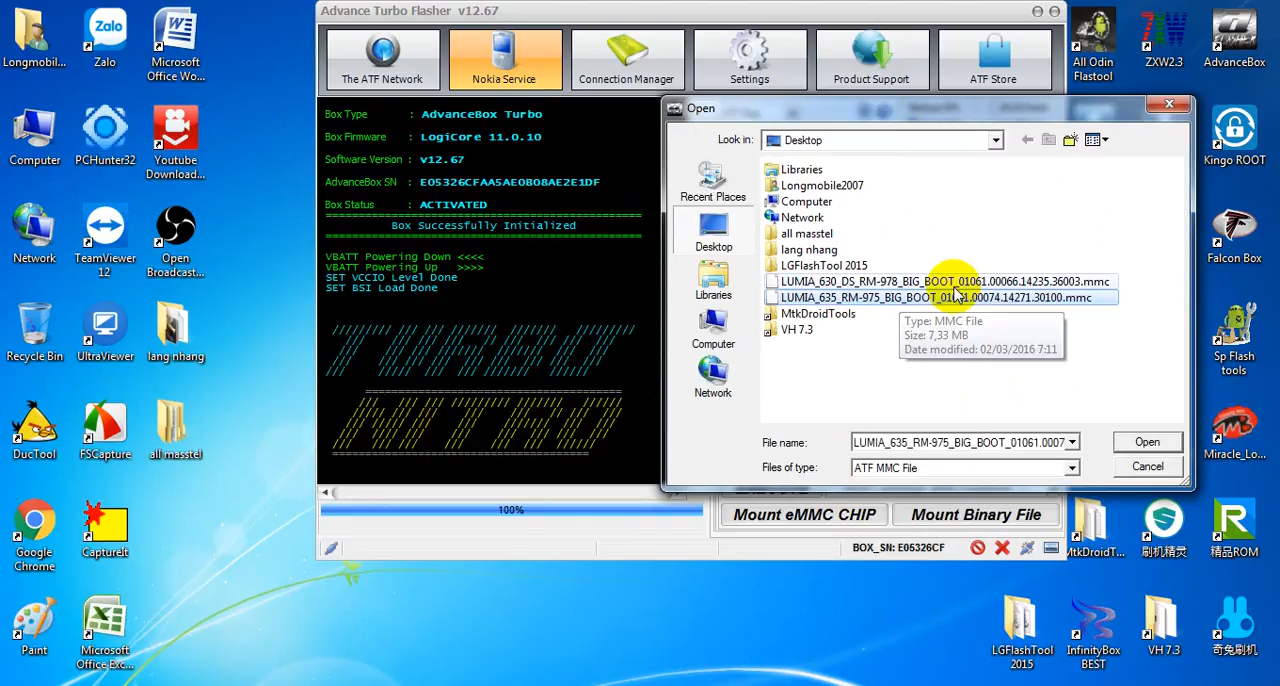 Longmobil...
Zalo
Zalo
Microsoft
Office Wo...
Computer
PCHunter32
Youtube
Download...
Network
TeamViewer
12
Open
Broadcast...
Recycle Bin
UltraViewer
lang nhang
DucTool
FSCapture
all masstel
Google
Chrome
CaptureIt
Paint
Microsoft
Office Exc...
Advance Turbo Flasher v12.67
The ATF Network
Nokia Service
Connection Manager
Settings
Product Support
ATF Store
Box Type : AdvanceBox Turbo
Box Firmware : LogiCore 11.0.10
Software Version : v12.67
AdvanceBox SN : E05326CFAA5AE0B08AE2E1DF
Box Status : ACTIVATED
Box Successfully Initialized
VBATT Powering Down <<<<
VBATT Powering Up >>>>
SET VCCIO Level Done
SET BSI Load Done
TURBO
NITRO
100%
Open
Look in:
Desktop
Recent Places
Desktop
Libraries
Computer
Network
Libraries
Longmobile2007
Computer
Network
all masstel
lang nhang
LGFlashTool 2015
LUMIA_630_DS_RM-978_BIG_BOOT_01061.00066.14235.36003.mmc
LUMIA_635_RM-975_BIG_BOOT_01061.00074.14271.30100.mmc
MtkDroidTools
VH 7.3
Type: MMC File
Size: 7,33 MB
Date modified: 02/03/2016 7:11
File name:
LUMIA_635_RM-975_BIG_BOOT_01061.0007
Open
Files of type:
ATF MMC File
Cancel
Mount eMMC CHIP
Mount Binary File
BOX_SN: E05326CF
All Odin
Flastool
ZXW2.3
AdvanceBox
Kingo ROOT
Falcon Box
Sp Flash
tools
Miracle_Lo...
MtkDroidT...
刷机精灵
精品ROM
LGFlashTool
2015
InfinityBox
BEST
VH 7.3
奇兔刷机